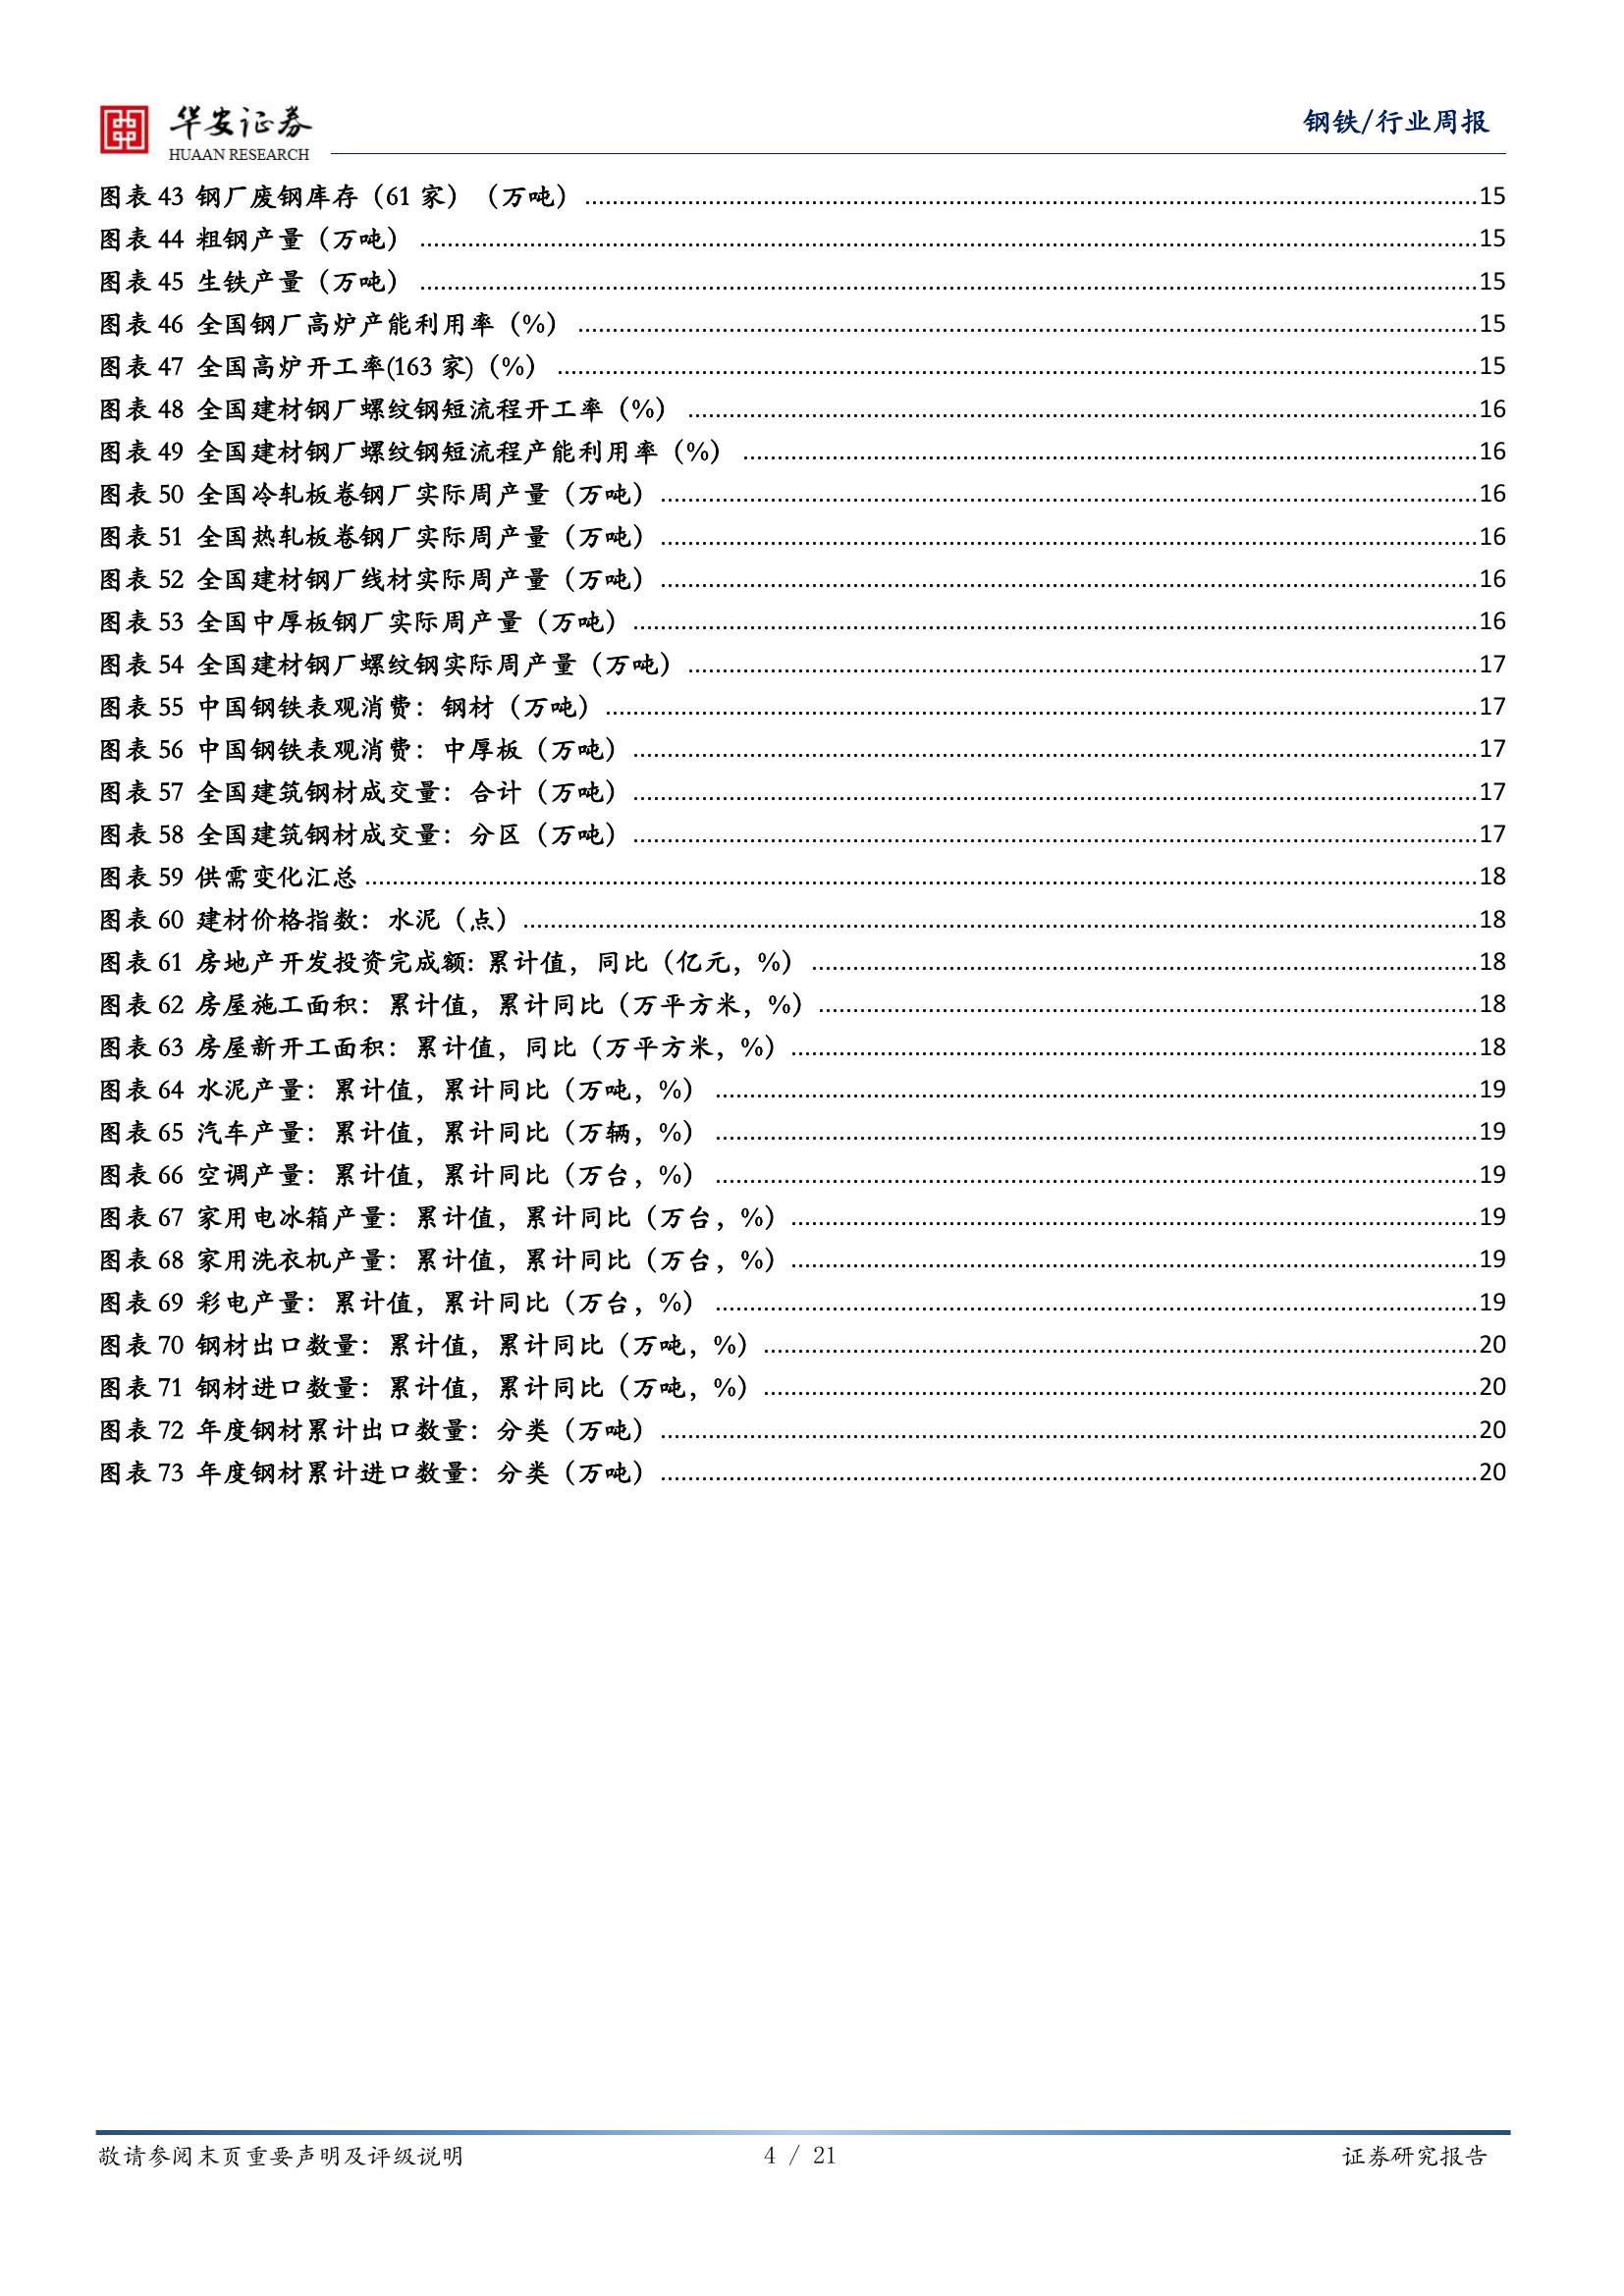 华安证券
HUAAN RESEARCH
钢铁/行业周报
图表 43 钢厂废钢库存（61 家）（万吨）15
图表 44 粗钢产量（万吨）15
图表 45 生铁产量（万吨）15
图表 46 全国钢厂高炉产能利用率（%）15
图表 47 全国高炉开工率(163 家)（%）15
图表 48 全国建材钢厂螺纹钢短流程开工率（%）16
图表 49 全国建材钢厂螺纹钢短流程产能利用率（%）16
图表 50 全国冷轧板卷钢厂实际周产量（万吨）16
图表 51 全国热轧板卷钢厂实际周产量（万吨）16
图表 52 全国建材钢厂线材实际周产量（万吨）16
图表 53 全国中厚板钢厂实际周产量（万吨）16
图表 54 全国建材钢厂螺纹钢实际周产量（万吨）17
图表 55 中国钢铁表观消费：钢材（万吨）17
图表 56 中国钢铁表观消费：中厚板（万吨）17
图表 57 全国建筑钢材成交量：合计（万吨）17
图表 58 全国建筑钢材成交量：分区（万吨）17
图表 59 供需变化汇总18
图表 60 建材价格指数：水泥（点）18
图表 61 房地产开发投资完成额: 累计值，同比（亿元，%）18
图表 62 房屋施工面积：累计值，累计同比（万平方米，%）18
图表 63 房屋新开工面积：累计值，同比（万平方米，%）18
图表 64 水泥产量：累计值，累计同比（万吨，%）19
图表 65 汽车产量：累计值，累计同比（万辆，%）19
图表 66 空调产量：累计值，累计同比（万台，%）19
图表 67 家用电冰箱产量：累计值，累计同比（万台，%）19
图表 68 家用洗衣机产量：累计值，累计同比（万台，%）19
图表 69 彩电产量：累计值，累计同比（万台，%）19
图表 70 钢材出口数量：累计值，累计同比（万吨，%）20
图表 71 钢材进口数量：累计值，累计同比（万吨，%）20
图表 72 年度钢材累计出口数量：分类（万吨）20
图表 73 年度钢材累计进口数量：分类（万吨）20
敬请参阅末页重要声明及评级说明
4 / 21
证券研究报告